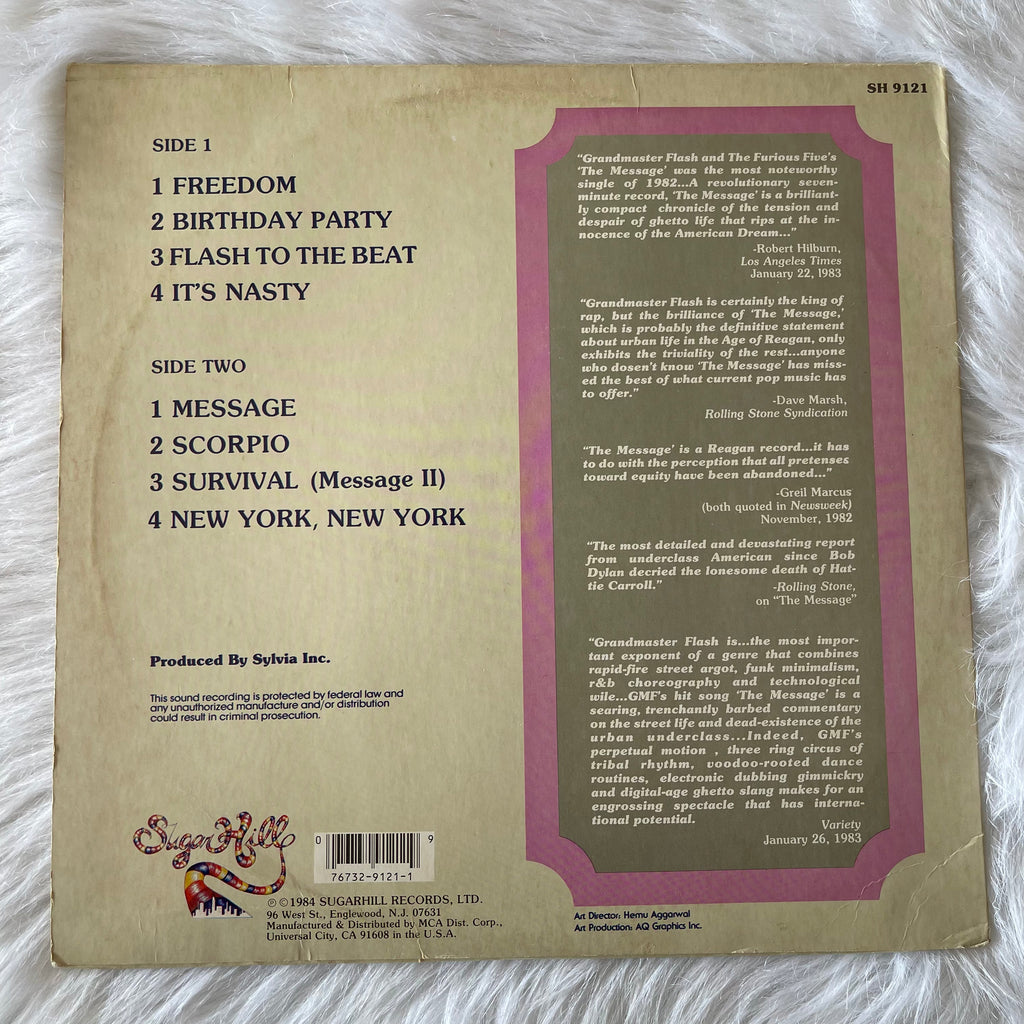 SH 9121
SIDE 1
1 FREEDOM
2 BIRTHDAY PARTY
3 FLASH TO THE BEAT
4 IT'S NASTY
SIDE TWO
1 MESSAGE
2 SCORPIO
3 SURVIVAL (Message II)
4 NEW YORK, NEW YORK
Produced By Sylvia Inc.
This sound recording is protected by federal law and
any unauthorized manufacture and/or distribution
could result in criminal prosecution.
Sugar Hill
0 9
76732-9121-1
℗ © 1984 SUGARHILL RECORDS, LTD.
96 West St., Englewood, N.J. 07631
Manufactured & Distributed by MCA Dist. Corp.,
Universal City, CA 91608 in the U.S.A.
"Grandmaster Flash and The Furious Five's
'The Message' was the most noteworthy
single of 1982...A revolutionary seven-
minute record, 'The Message' is a brilliant-
ly compact chronicle of the tension and
despair of ghetto life that rips at the in-
nocence of the American Dream..."
-Robert Hilburn,
Los Angeles Times
January 22, 1983
"Grandmaster Flash is certainly the king of
rap, but the brilliance of 'The Message,'
which is probably the definitive statement
about urban life in the Age of Reagan, only
exhibits the triviality of the rest...anyone
who dosen't know 'The Message' has miss-
ed the best of what current pop music has
to offer."
-Dave Marsh,
Rolling Stone Syndication
"The Message' is a Reagan record...it has
to do with the perception that all pretenses
toward equity have been abandoned..."
-Greil Marcus
(both quoted in Newsweek)
November, 1982
"The most detailed and devastating report
from underclass American since Bob
Dylan decried the lonesome death of Hat-
tie Carroll."
-Rolling Stone,
on "The Message"
"Grandmaster Flash is...the most impor-
tant exponent of a genre that combines
rapid-fire street argot, funk minimalism,
r&b choreography and technological
wile...GMF's hit song 'The Message' is a
searing, trenchantly barbed commentary
on the street life and dead-existence of the
urban underclass...Indeed, GMF's
perpetual motion , three ring circus of
tribal rhythm, voodoo-rooted dance
routines, electronic dubbing gimmickry
and digital-age ghetto slang makes for an
engrossing spectacle that has interna-
tional potential.
Variety
January 26, 1983
Art Director: Hemu Aggarwal
Art Production: AQ Graphics Inc.